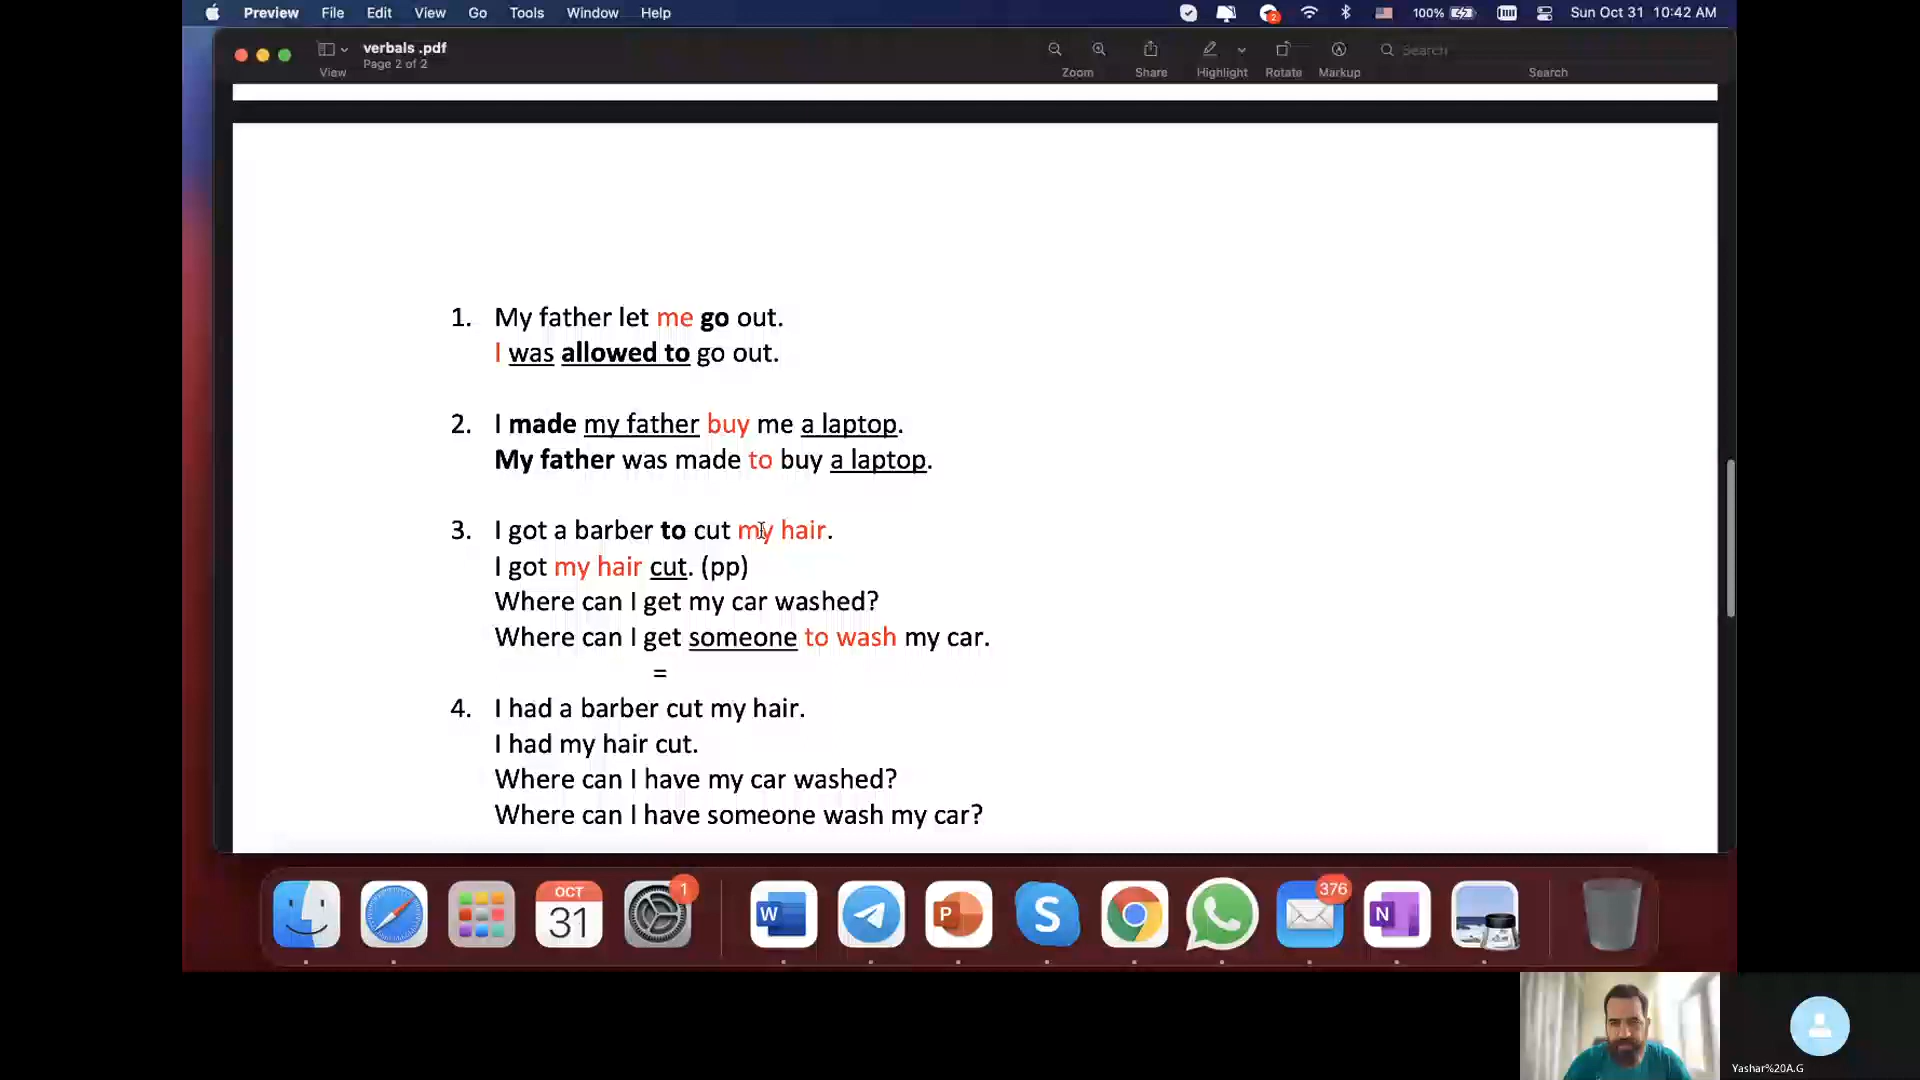 Preview File Edit View Go Tools Window Help 100% Sun Oct 31 10:42 AM
verbals .pdf
Page 2 of 2
Search
View Zoom Share Highlight Rotate Markup Search
1. My father let me go out.
I was allowed to go out.
2. I made my father buy me a laptop.
My father was made to buy a laptop.
3. I got a barber to cut my hair.
I got my hair cut. (pp)
Where can I get my car washed?
Where can I get someone to wash my car.
=
4. I had a barber cut my hair.
I had my hair cut.
Where can I have my car washed?
Where can I have someone wash my car?
OCT
31
1
W
P
S
376
N
Yashar%20A.G